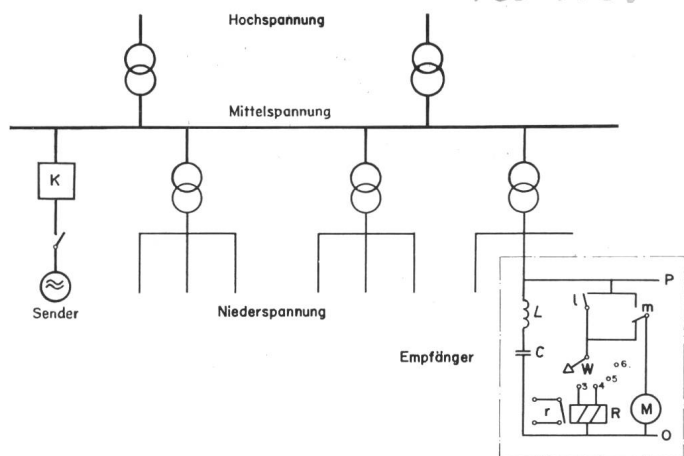 Hochspannung
Mittelspannung
K
Sender
Niederspannung
Empfänger
P
l
m
L
C
W
6
5
3
4
r
R
M
O